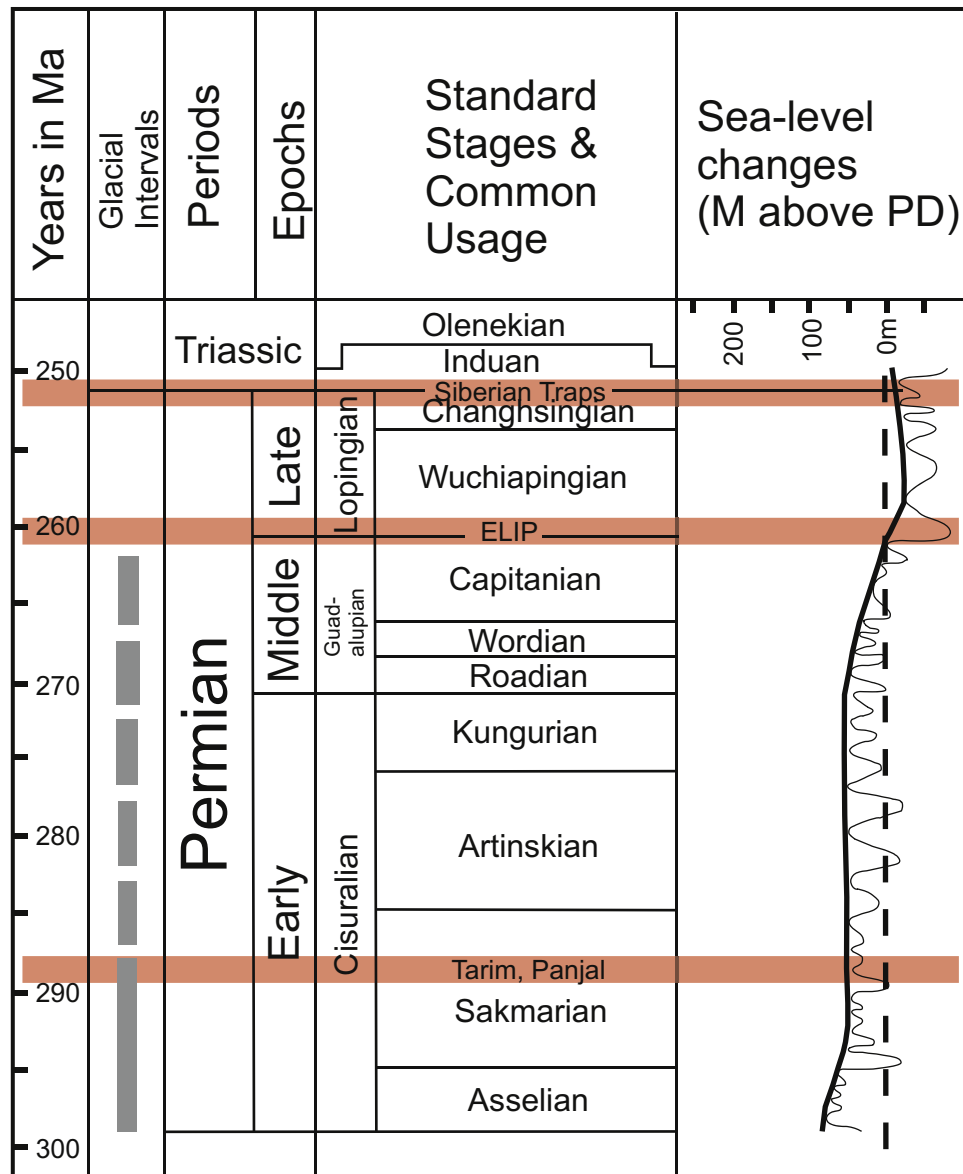 Years in Ma
Glacial
Intervals
Periods
Epochs
Standard
Stages &
Common
Usage
Sea-level
changes
(M above PD)
200
100
0m
Olenekian
Triassic
Induan
250
Siberian Traps
Changhsingian
Late
Lopingian
Wuchiapingian
260
ELIP
Capitanian
Middle
Guad-
alupian
Wordian
270
Roadian
Permian
Kungurian
280
Artinskian
Early
Cisuralian
Tarim, Panjal
290
Sakmarian
Asselian
300